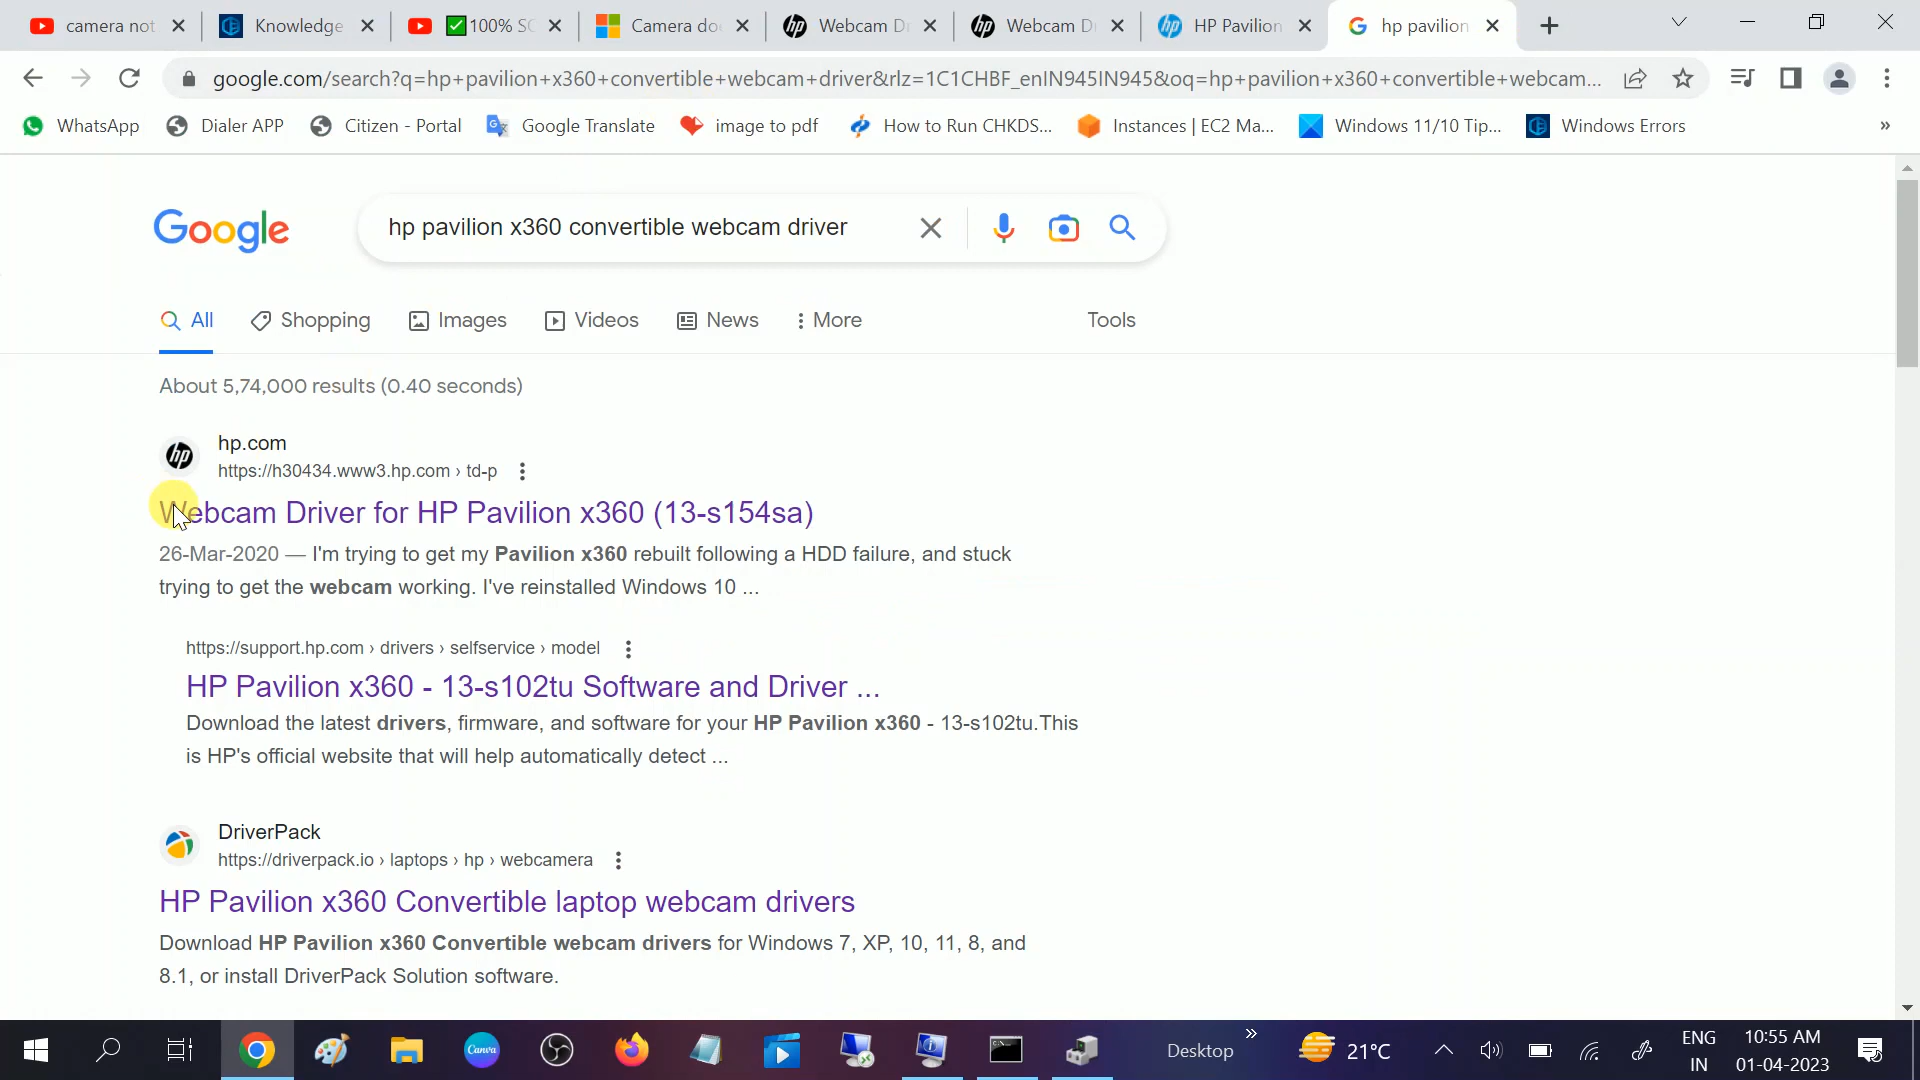 camera not
Knowledge
100% SC
Camera do
Webcam D
Webcam D
HP Pavilion
hp pavilion
google.com/search?q=hp+pavilion+x360+convertible+webcam+driver&rlz=1C1CHBF_enIN945IN945&oq=hp+pavilion+x360+convertible+webcam...
WhatsApp
Dialer APP
Citizen - Portal
Google Translate
image to pdf
How to Run CHKDS...
Instances | EC2 Ma...
Windows 11/10 Tip...
Windows Errors
»
Google
hp pavilion x360 convertible webcam driver
All
Shopping
Images
Videos
News
More
Tools
About 5,74,000 results (0.40 seconds)
hp.com
https://h30434.www3.hp.com › td-p
Webcam Driver for HP Pavilion x360 (13-s154sa)
26-Mar-2020 — I'm trying to get my Pavilion x360 rebuilt following a HDD failure, and stuck
trying to get the webcam working. I've reinstalled Windows 10 ...
https://support.hp.com › drivers › selfservice › model
HP Pavilion x360 - 13-s102tu Software and Driver ...
Download the latest drivers, firmware, and software for your HP Pavilion x360 - 13-s102tu.This
is HP's official website that will help automatically detect ...
DriverPack
https://driverpack.io › laptops › hp › webcamera
HP Pavilion x360 Convertible laptop webcam drivers
Download HP Pavilion x360 Convertible webcam drivers for Windows 7, XP, 10, 11, 8, and
8.1, or install DriverPack Solution software.
Canva
Desktop
»
21°C
ENG
IN
10:55 AM
01-04-2023